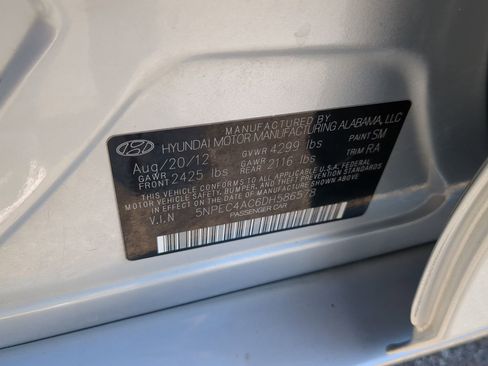 MANUFACTURED BY
HYUNDAI MOTOR MANUFACTURING ALABAMA, LLC
Aug/20/12 GVWR 4299 lbs PAINT SM
GAWR FRONT 2425 lbs GAWR REAR 2116 lbs TRIM RA
THIS VEHICLE CONFORMS TO ALL APPLICABLE U.S. FEDERAL
MOTOR VEHICLE SAFETY, BUMPER, AND THEFT PREVENTION STANDARDS
IN EFFECT ON THE DATE OF MANUFACTURE SHOWN ABOVE.
V.I.N
PASSENGER CAR